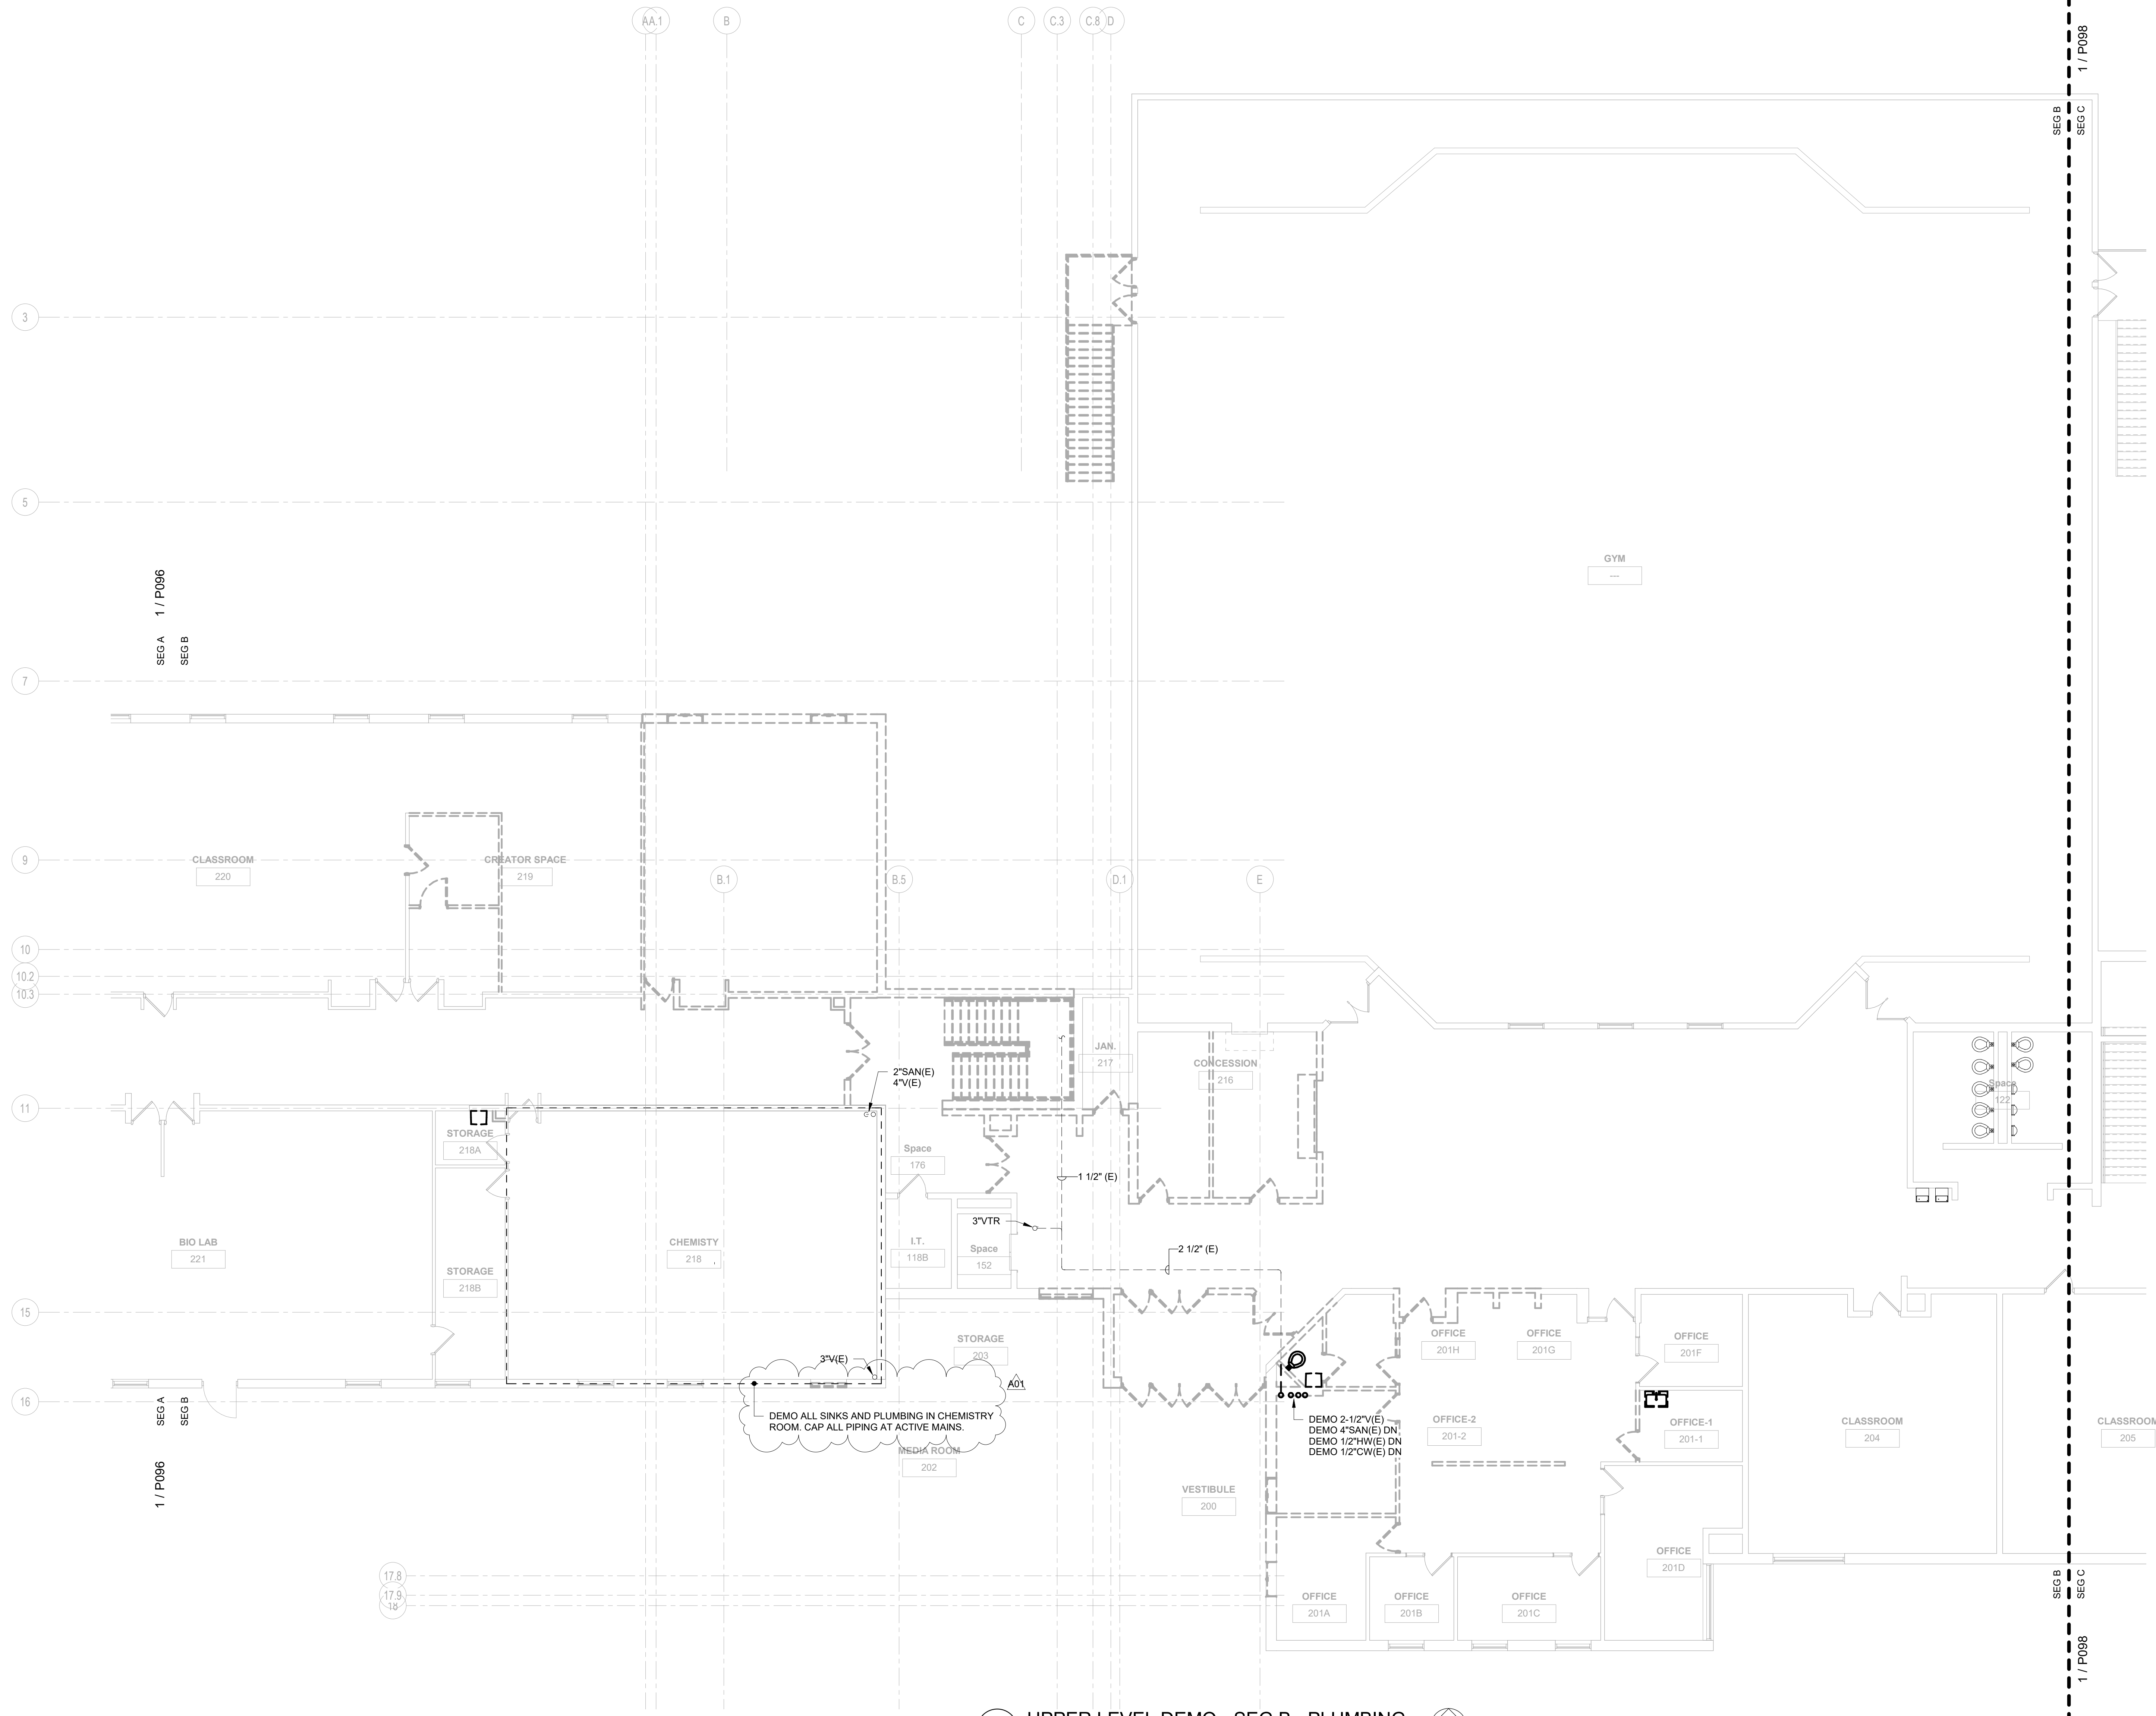 A
A.1
B
C
C.3
C.8
D
1 / P098
SEG B
SEG C
3
5
GYM
---
1 / P096
SEG A
SEG B
7
9
CLASSROOM
220
CREATOR SPACE
219
B.1
B.5
D.1
E
10
10.2
10.3
JAN.
217
CONCESSION
216
2"SAN(E)
4"V(E)
Space
122
11
STORAGE
218A
Space
176
1 1/2" (E)
3"VTR
BIO LAB
221
CHEMISTY
218
I.T.
118B
Space
152
2 1/2" (E)
STORAGE
218B
15
STORAGE
203
OFFICE
201H
OFFICE
201G
OFFICE
201F
3"V(E)
A01
16
SEG A
SEG B
DEMO ALL SINKS AND PLUMBING IN CHEMISTRY
ROOM. CAP ALL PIPING AT ACTIVE MAINS.
DEMO 2-1/2"V(E)
DEMO 4"SAN(E) DN
DEMO 1/2"HW(E) DN
DEMO 1/2"CW(E) DN
OFFICE-2
201-2
OFFICE-1
201-1
CLASSROOM
204
CLASSROOM
205
MEDIA ROOM
202
1 / P096
VESTIBULE
200
OFFICE
201D
17.8
17.9
18
OFFICE
201A
OFFICE
201B
OFFICE
201C
SEG B
SEG C
1 / P098
UPPER LEVEL DEMO - SEG B - PLUMBING